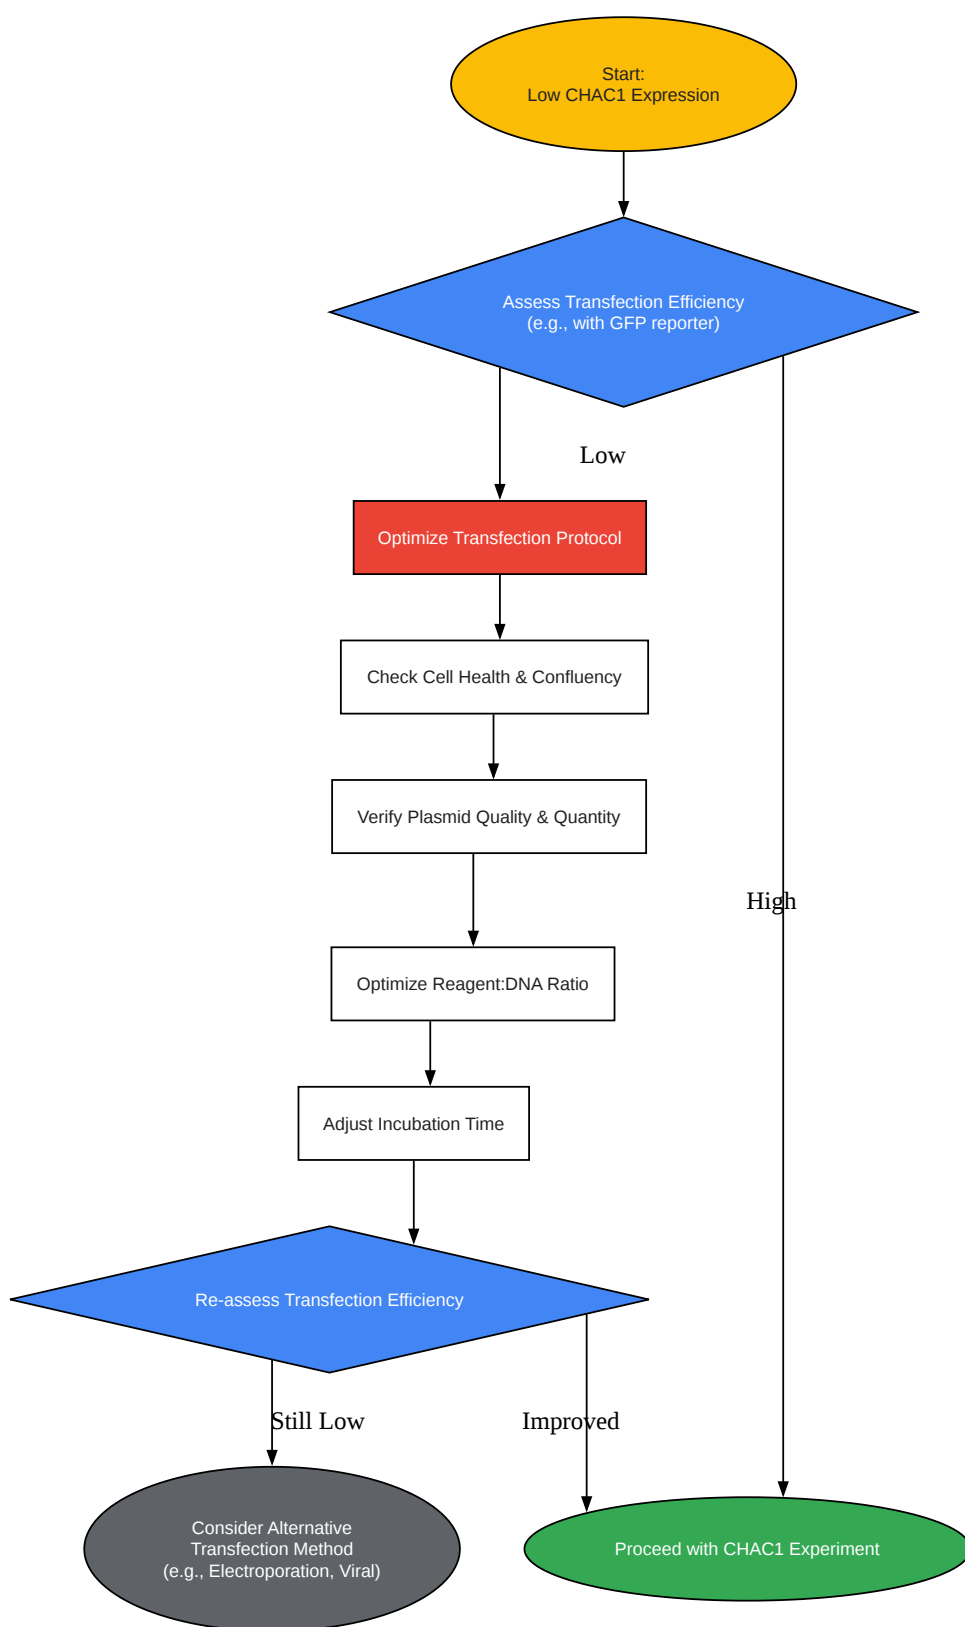 Start:
Low CHAC1 Expression
Assess Transfection Efficiency
(e.g., with GFP reporter)
Low
Optimize Transfection Protocol
Check Cell Health & Confluency
Verify Plasmid Quality & Quantity
High
Optimize Reagent:DNA Ratio
Adjust Incubation Time
Re-assess Transfection Efficiency
Still Low
Improved
Consider Alternative
Transfection Method
(e.g., Electroporation, Viral)
Proceed with CHAC1 Experiment